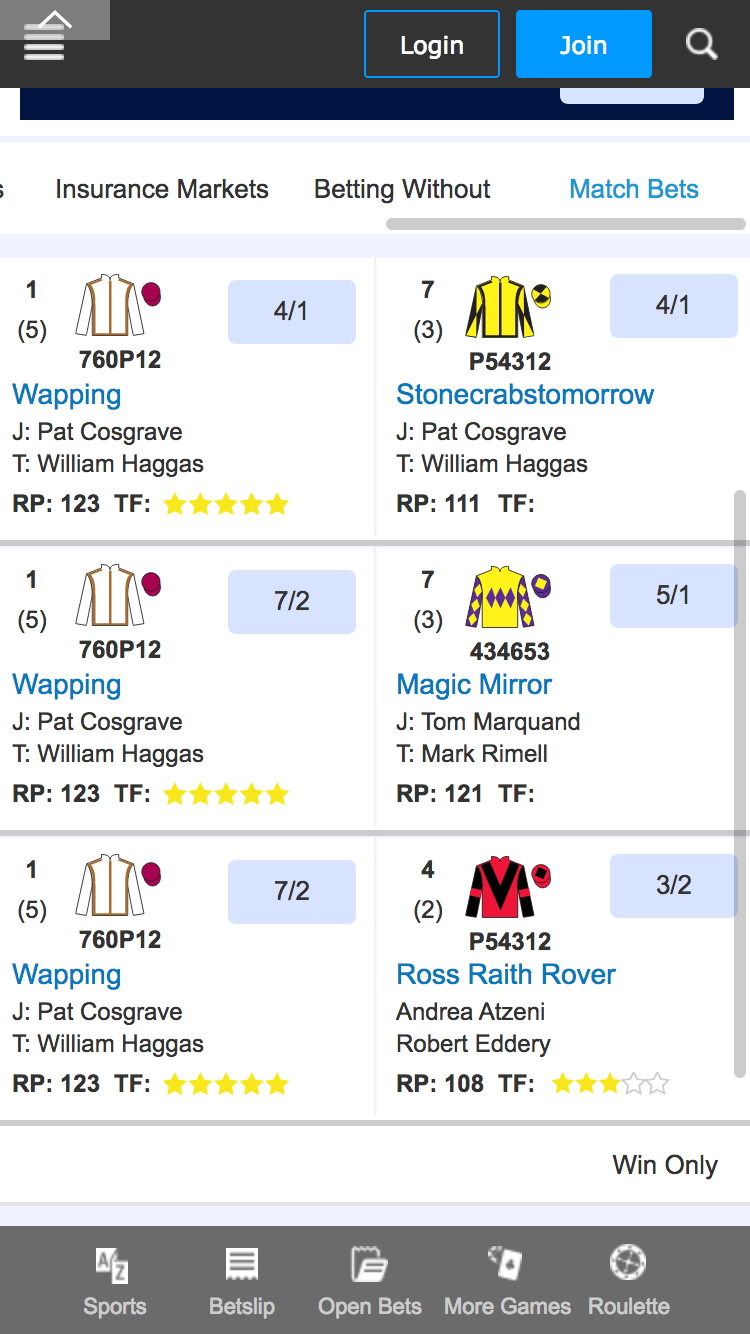 Login
Join
s
Insurance Markets
Betting Without
Match Bets
1
(5)
760P12
4/1
Wapping
J: Pat Cosgrave
T: William Haggas
RP: 123 TF:
7
(3)
P54312
4/1
Stonecrabstomorrow
J: Pat Cosgrave
T: William Haggas
RP: 111 TF:
1
(5)
760P12
7/2
Wapping
J: Pat Cosgrave
T: William Haggas
RP: 123 TF:
7
(3)
434653
5/1
Magic Mirror
J: Tom Marquand
T: Mark Rimell
RP: 121 TF:
1
(5)
760P12
7/2
Wapping
J: Pat Cosgrave
T: William Haggas
RP: 123 TF:
4
(2)
P54312
3/2
Ross Raith Rover
Andrea Atzeni
Robert Eddery
RP: 108 TF:
Win Only
A Z
Sports
Betslip
Open Bets
More Games
Roulette